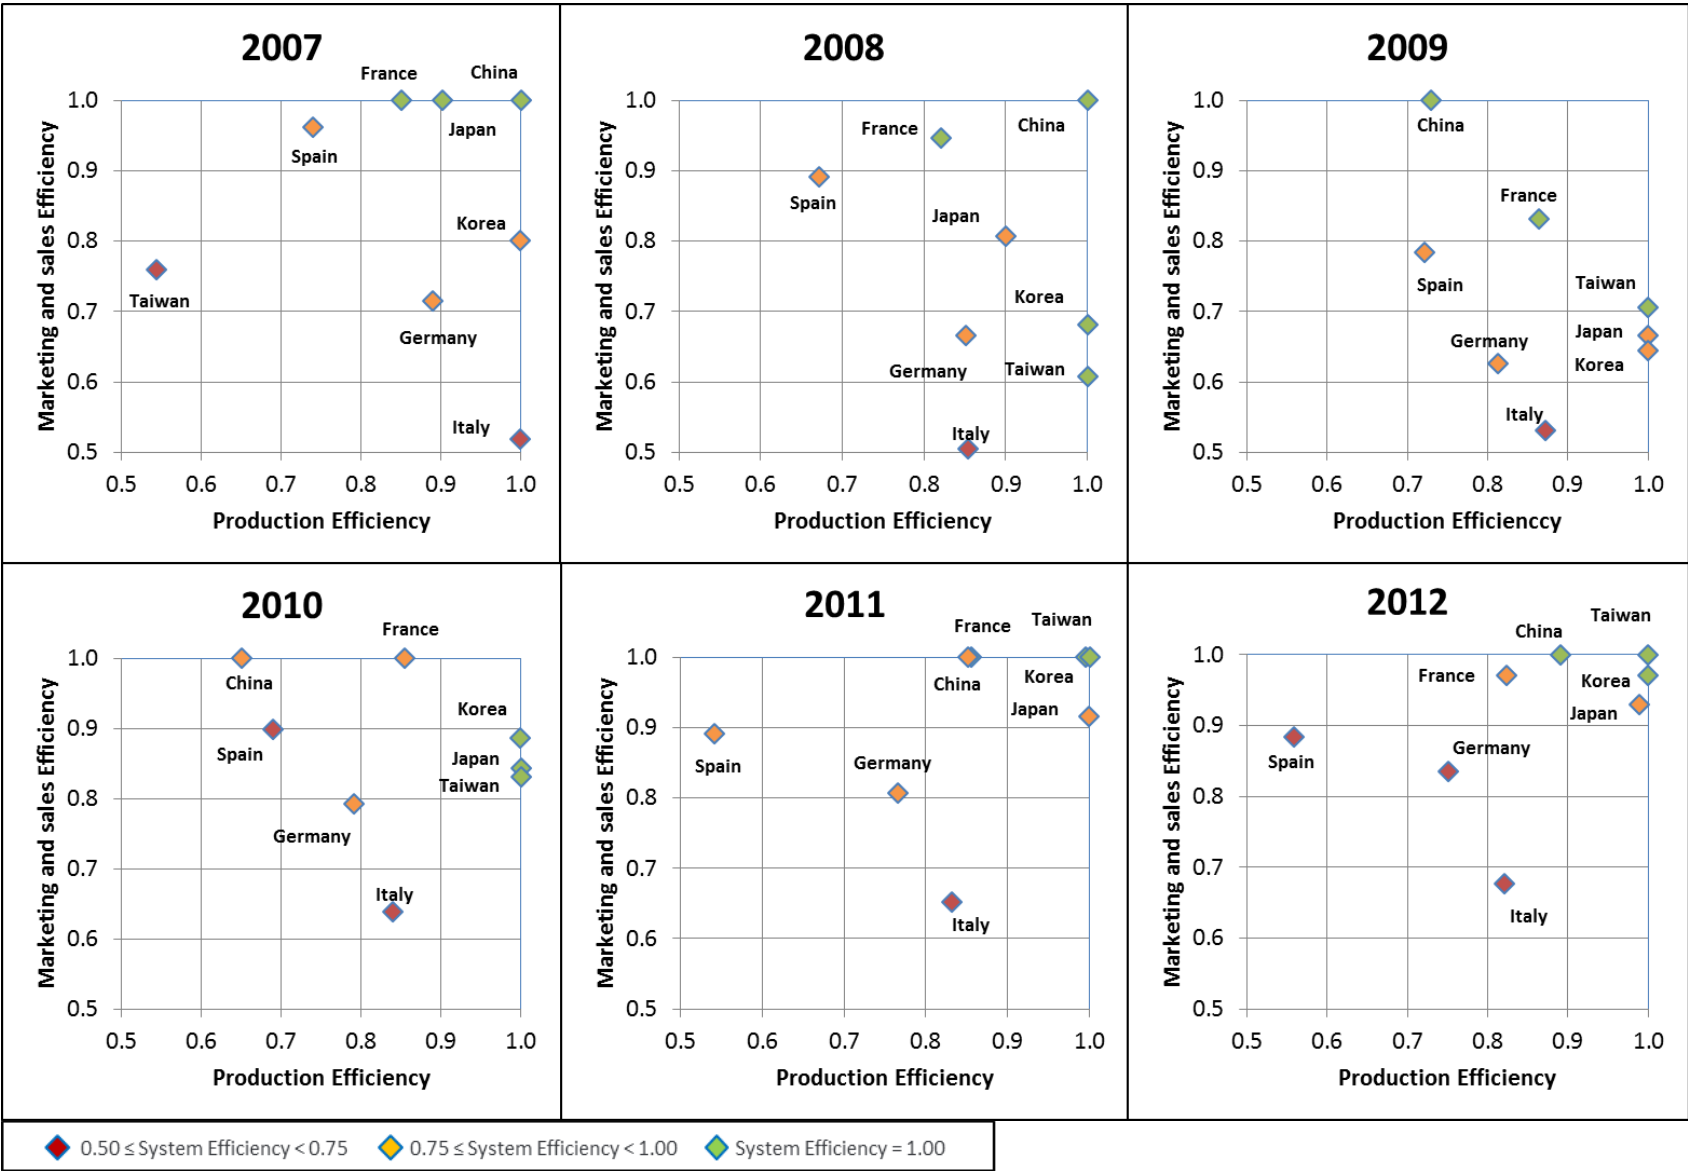 2007
France
China
1.0
Japan
Spain
0.9
Korea
0.8
Taiwan
0.7
Germany
0.6
Italy
0.5
0.5 0.6 0.7 0.8 0.9 1.0
Marketing and sales Efficiency
Production Efficiency
2008
1.0
France
China
0.9
Spain
Japan
0.8
Korea
0.7
Germany
Taiwan
0.6
Italy
0.5
0.5 0.6 0.7 0.8 0.9 1.0
Marketing and sales Efficiency
Production Efficiency
2009
1.0
China
0.9
France
0.8
Spain
Taiwan
0.7
Japan
Germany
Korea
0.6
Italy
0.5
0.5 0.6 0.7 0.8 0.9 1.0
Marketing and sales Efficiency
Production Efficienccy
2010
France
1.0
China
Korea
0.9
Spain
Japan
Taiwan
0.8
Germany
0.7
Italy
0.6
0.5
0.5 0.6 0.7 0.8 0.9 1.0
Marketing and sales Efficiency
Production Efficiency
2011
Taiwan
France
1.0
Korea
China
Japan
0.9
Spain
Germany
0.8
0.7
Italy
0.6
0.5
0.5 0.6 0.7 0.8 0.9 1.0
Marketing and sales Efficiency
Production Efficiency
2012
Taiwan
China
1.0
France
Korea
Japan
0.9
Germany
Spain
0.8
0.7
Italy
0.6
0.5
0.5 0.6 0.7 0.8 0.9 1.0
Marketing and sales Efficiency
Production Efficiency
0.50 ≤ System Efficiency < 0.75
0.75 ≤ System Efficiency < 1.00
System Efficiency = 1.00